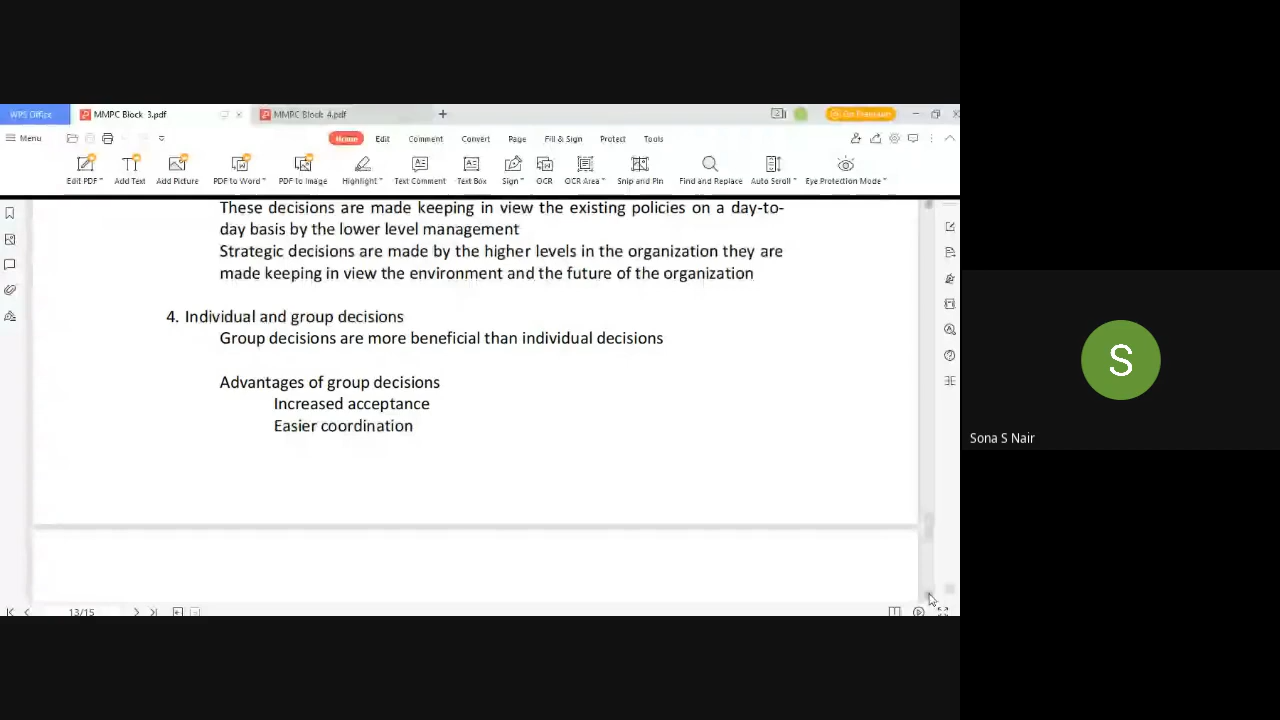 WPS Office
MMPC Block 3.pdf
MMPC Block 4.pdf
Go Premium
Menu
Home
Edit
Comment
Convert
Page
Fill & Sign
Protect
Tools
Edit PDF
Add Text
Add Picture
PDF to Word
PDF to Image
Highlight
Text Comment
Text Box
Sign
OCR
OCR Area
Snip and Pin
Find and Replace
Auto Scroll
Eye Protection Mode
These decisions are made keeping in view the existing policies on a day-to-
day basis by the lower level management
Strategic decisions are made by the higher levels in the organization they are
made keeping in view the environment and the future of the organization
4. Individual and group decisions
Group decisions are more beneficial than individual decisions
Advantages of group decisions
Increased acceptance
Easier coordination
13/15
S
Sona S Nair